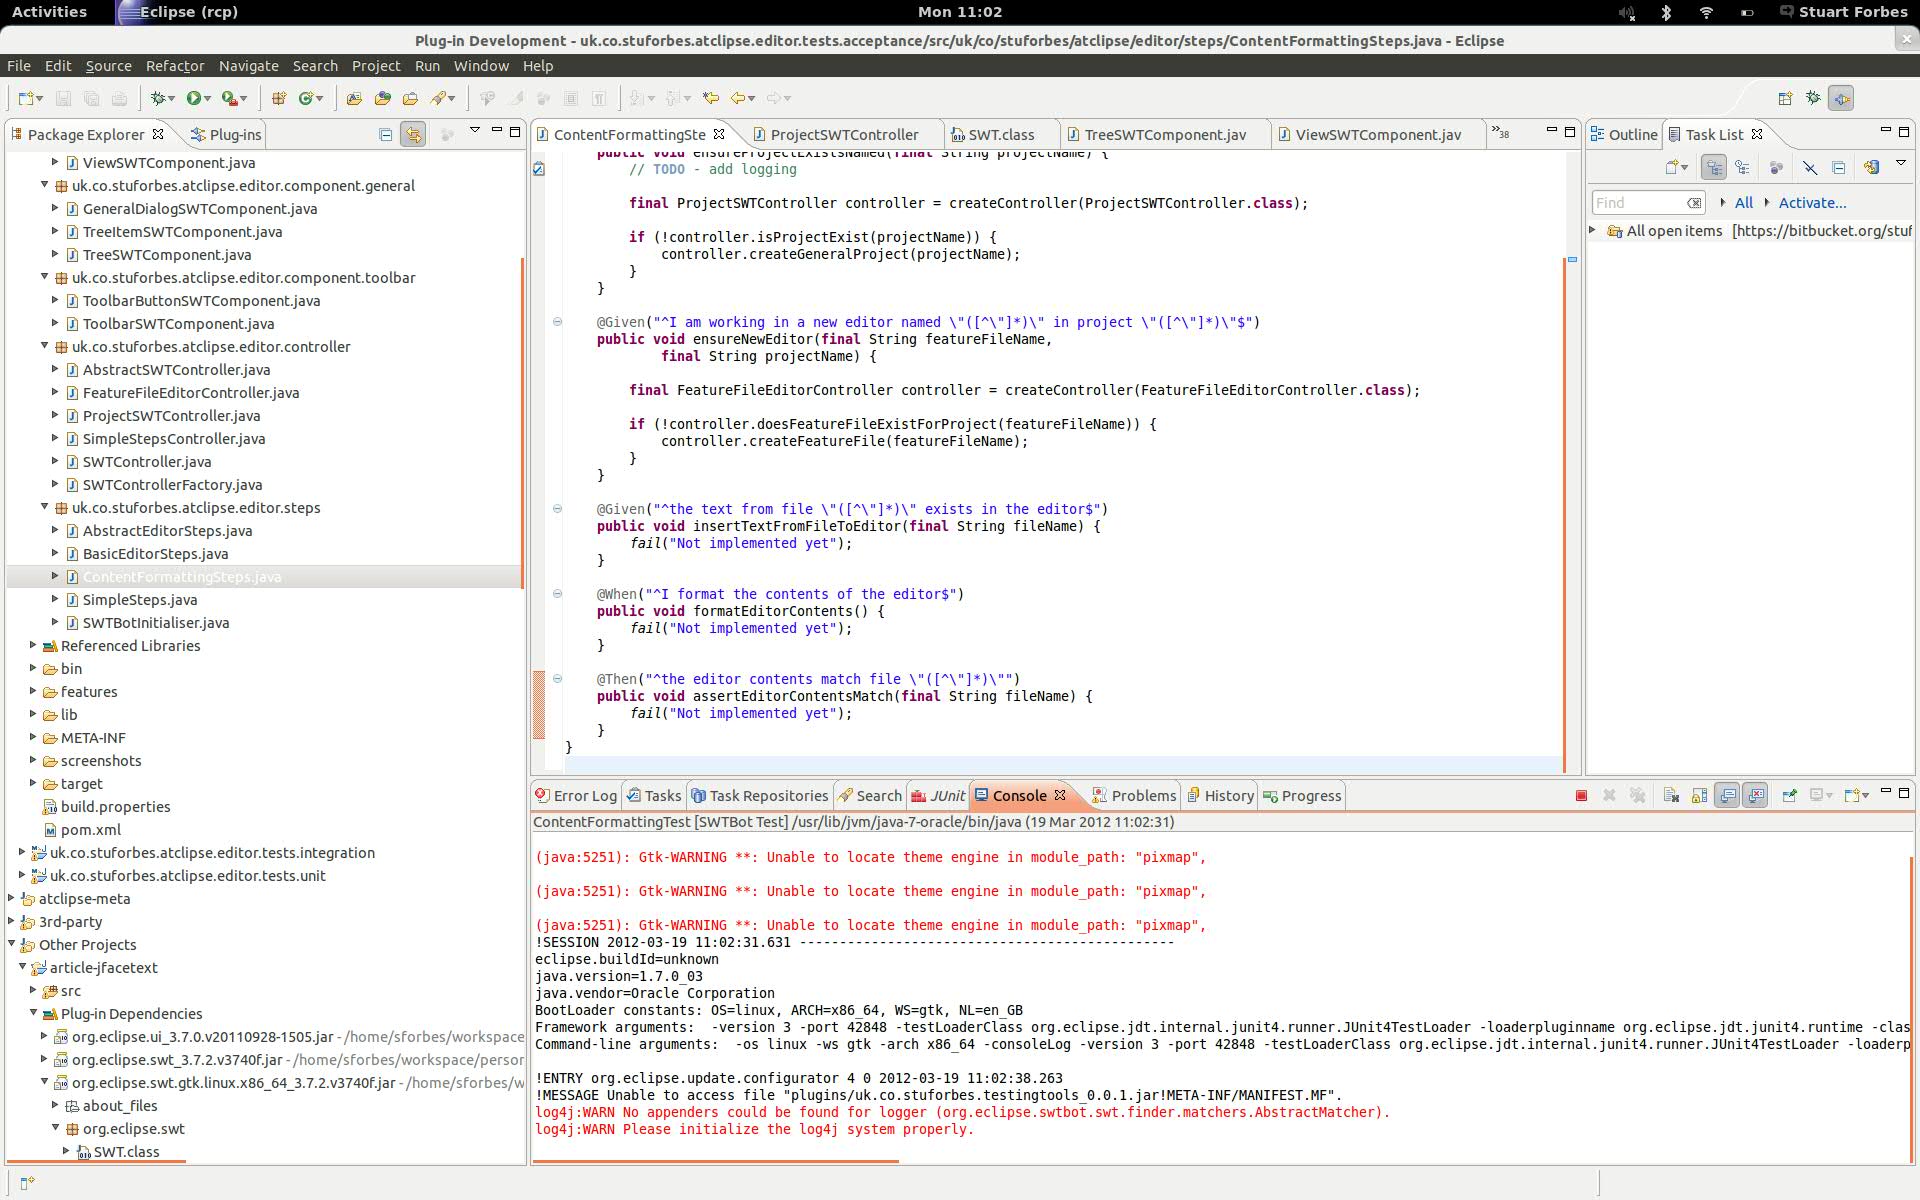 Activities
Eclipse (rcp)
Mon 11:02
Stuart Forbes
Plug-in Development - uk.co.stuforbes.atclipse.editor.tests.acceptance/src/uk/co/stuforbes/atclipse/editor/steps/ContentFormattingSteps.java - Eclipse
File Edit Source Refactor Navigate Search Project Run Window Help
Package Explorer
Plug-ins
ViewSWTComponent.java
uk.co.stuforbes.atclipse.editor.component.general
GeneralDialogSWTComponent.java
TreeItemSWTComponent.java
TreeSWTComponent.java
uk.co.stuforbes.atclipse.editor.component.toolbar
ToolbarButtonSWTComponent.java
ToolbarSWTComponent.java
uk.co.stuforbes.atclipse.editor.controller
AbstractSWTController.java
FeatureFileEditorController.java
ProjectSWTController.java
SimpleStepsController.java
SWTController.java
SWTControllerFactory.java
uk.co.stuforbes.atclipse.editor.steps
AbstractEditorSteps.java
BasicEditorSteps.java
ContentFormattingSteps.java
SimpleSteps.java
SWTBotInitialiser.java
Referenced Libraries
bin
features
lib
META-INF
screenshots
target
build.properties
pom.xml
uk.co.stuforbes.atclipse.editor.tests.integration
uk.co.stuforbes.atclipse.editor.tests.unit
atclipse-meta
3rd-party
Other Projects
article-jfacetext
src
Plug-in Dependencies
org.eclipse.ui_3.7.0.v20110928-1505.jar - /home/sforbes/workspace
org.eclipse.swt_3.7.2.v3740f.jar - /home/sforbes/workspace/person
org.eclipse.swt.gtk.linux.x86_64_3.7.2.v3740f.jar - /home/sforbes/w
about_files
org.eclipse.swt
SWT.class
ContentFormattingSte
ProjectSWTController
SWT.class
TreeSWTComponent.jav
ViewSWTComponent.jav
»38
public void ensureProjectExistsNamed(final String projectName) {
// TODO - add logging
final ProjectSWTController controller = createController(ProjectSWTController.class);
if (!controller.isProjectExist(projectName)) {
controller.createGeneralProject(projectName);
}
}
@Given("^I am working in a new editor named \"([^\"]*)\" in project \"([^\"]*)\"$")
public void ensureNewEditor(final String featureFileName,
final String projectName) {
final FeatureFileEditorController controller = createController(FeatureFileEditorController.class);
if (!controller.doesFeatureFileExistForProject(featureFileName)) {
controller.createFeatureFile(featureFileName);
}
}
@Given("^the text from file \"([^\"]*)\" exists in the editor$")
public void insertTextFromFileToEditor(final String fileName) {
fail("Not implemented yet");
}
@When("^I format the contents of the editor$")
public void formatEditorContents() {
fail("Not implemented yet");
}
@Then("^the editor contents match file \"([^\"]*)\"")
public void assertEditorContentsMatch(final String fileName) {
fail("Not implemented yet");
}
}
Outline
Task List
Find
All
Activate...
All open items [https://bitbucket.org/stuf
Error Log Tasks Task Repositories Search JUnit Console Problems History Progress
ContentFormattingTest [SWTBot Test] /usr/lib/jvm/java-7-oracle/bin/java (19 Mar 2012 11:02:31)
(java:5251): Gtk-WARNING **: Unable to locate theme engine in module_path: "pixmap",
(java:5251): Gtk-WARNING **: Unable to locate theme engine in module_path: "pixmap",
(java:5251): Gtk-WARNING **: Unable to locate theme engine in module_path: "pixmap",
!SESSION 2012-03-19 11:02:31.631 -----------------------------------------------
eclipse.buildId=unknown
java.version=1.7.0_03
java.vendor=Oracle Corporation
BootLoader constants: OS=linux, ARCH=x86_64, WS=gtk, NL=en_GB
Framework arguments:  -version 3 -port 42848 -testLoaderClass org.eclipse.jdt.internal.junit4.runner.JUnit4TestLoader -loaderpluginname org.eclipse.jdt.junit4.runtime -clas
Command-line arguments:  -os linux -ws gtk -arch x86_64 -consoleLog -version 3 -port 42848 -testLoaderClass org.eclipse.jdt.internal.junit4.runner.JUnit4TestLoader -loaderp
!ENTRY org.eclipse.update.configurator 4 0 2012-03-19 11:02:38.263
!MESSAGE Unable to access file "plugins/uk.co.stuforbes.testingtools_0.0.1.jar!META-INF/MANIFEST.MF".
log4j:WARN No appenders could be found for logger (org.eclipse.swtbot.swt.finder.matchers.AbstractMatcher).
log4j:WARN Please initialize the log4j system properly.